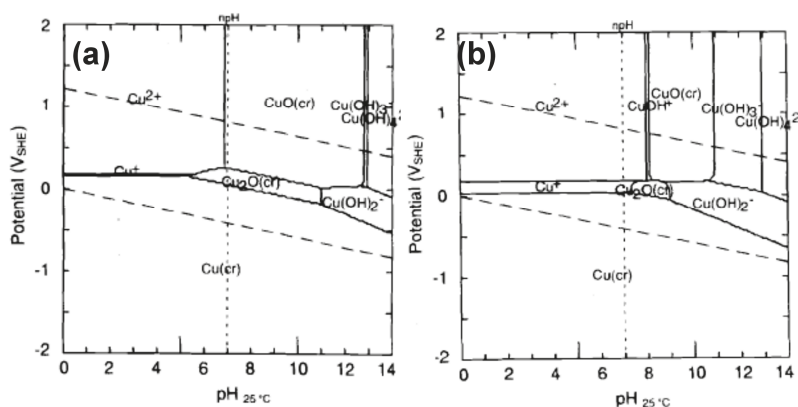 (a)
npH
2
1
0
-1
-2
Potential (V SHE)
Cu2+
CuO(cr)
Cu(OH)3-
Cu(OH)4 2-
Cu+
Cu2O(cr)
Cu(OH)2-
Cu(cr)
0 2 4 6 8 10 12 14
pH 25 °C
(b)
npH
2
1
0
-1
-2
Potential (V SHE)
Cu2+
CuOH+
CuO(cr)
Cu(OH)3-
Cu(OH)4 2-
Cu+
Cu2O(cr)
Cu(OH)2-
Cu(cr)
0 2 4 6 8 10 12 14
pH 25 °C